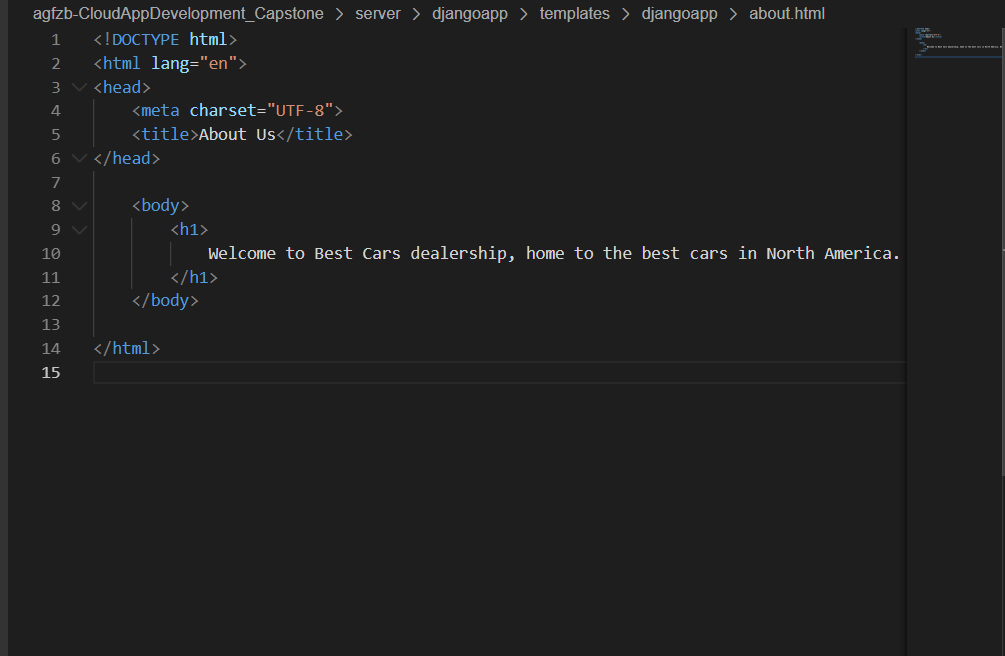 agfzb-CloudAppDevelopment_Capstone > server > djangoapp > templates > djangoapp > about.html
1 <!DOCTYPE html>
2 <html lang="en">
3 <head>
4 <meta charset="UTF-8">
5 <title>About Us</title>
6 </head>
7
8 <body>
9 <h1>
10 Welcome to Best Cars dealership, home to the best cars in North America.
11 </h1>
12 </body>
13
14 </html>
15